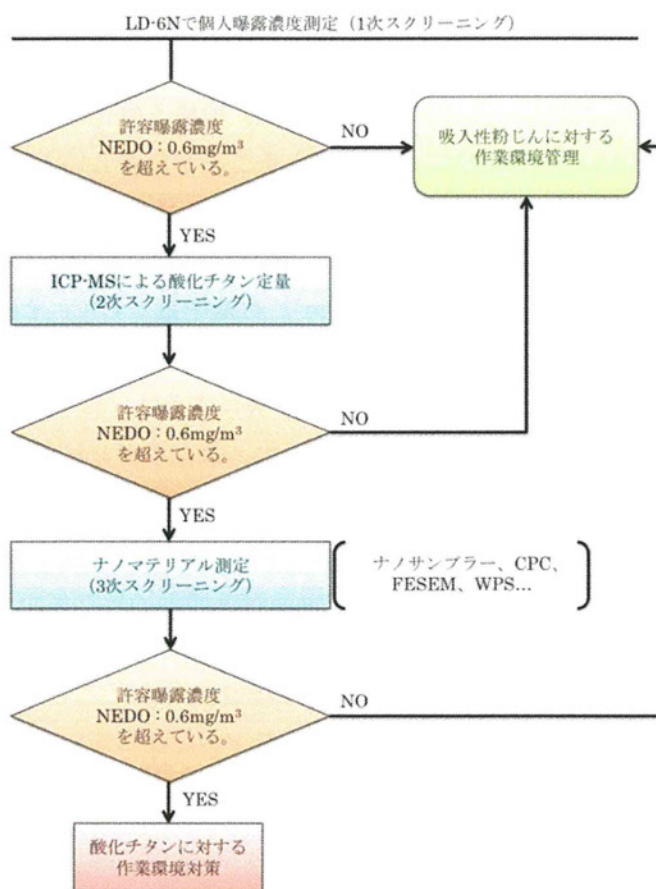 LD-6Nで個人曝露濃度測定（1次スクリーニング）
許容曝露濃度
NEDO：0.6mg/m³
を超えている。
NO
吸入性粉じんに対する
作業環境管理
YES
ICP-MSによる酸化チタン定量
（2次スクリーニング）
許容曝露濃度
NEDO：0.6mg/m³
を超えている。
NO
YES
ナノマテリアル測定
（3次スクリーニング）
ナノサンプラー、CPC、
FESEM、WPS…
許容曝露濃度
NEDO：0.6mg/m³
を超えている。
NO
YES
酸化チタンに対する
作業環境対策